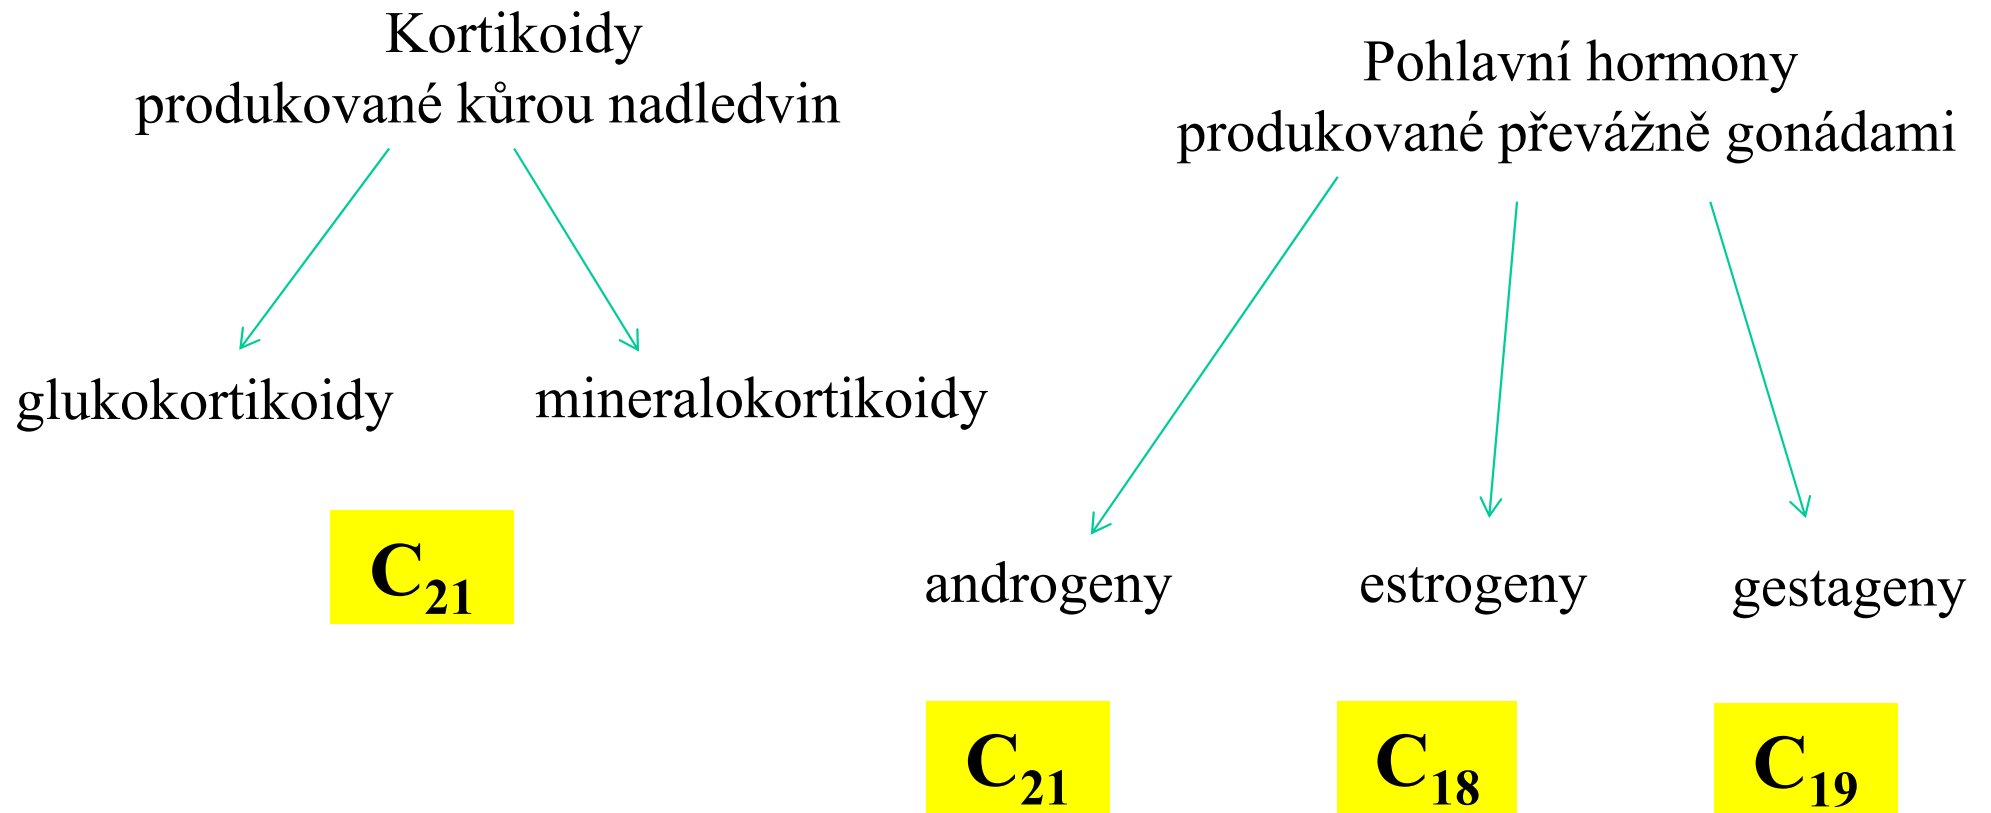 Kortikoidy
produkované kůrou nadledvin
Pohlavní hormony
produkované převážně gonádami
glukokortikoidy
mineralokortikoidy
C₂₁
androgeny
estrogeny
gestageny
C₂₁
C₁₈
C₁₉